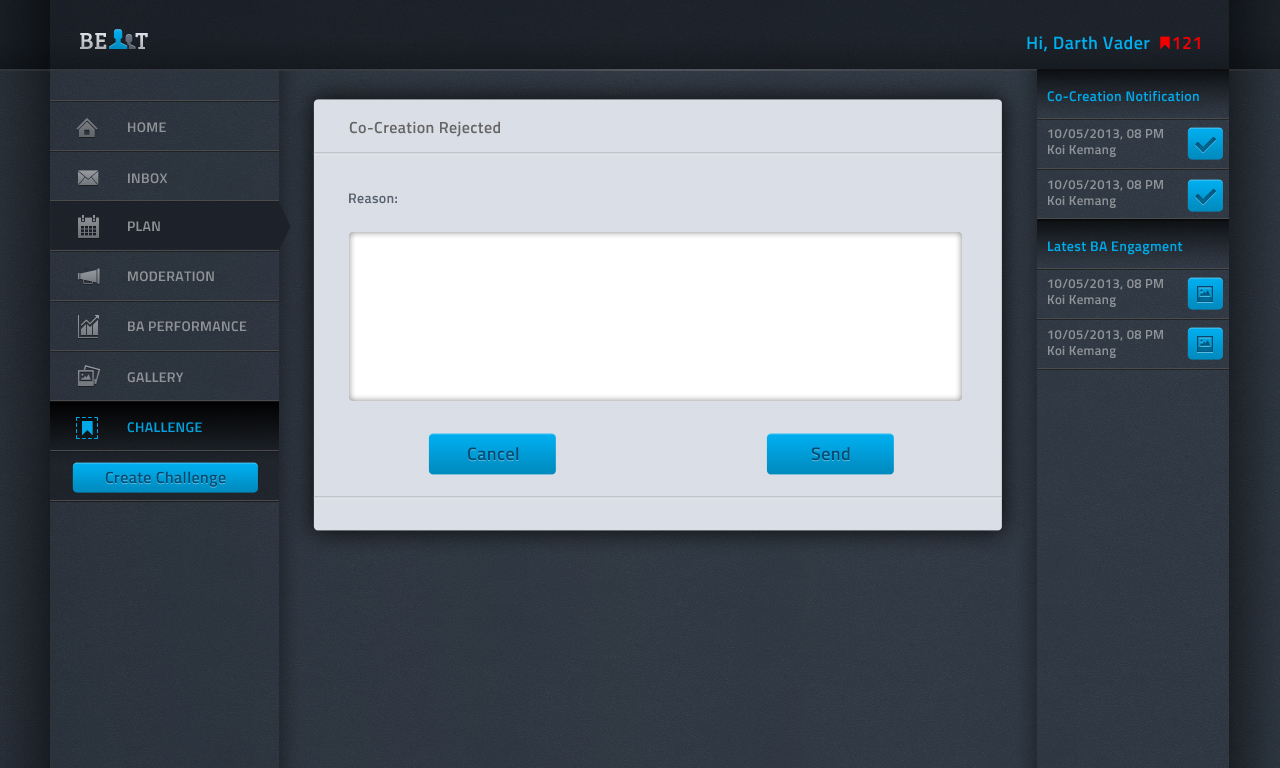 BE T
Hi, Darth Vader 121
HOME
INBOX
PLAN
MODERATION
BA PERFORMANCE
GALLERY
CHALLENGE
Create Challenge
Co-Creation Rejected
Reason:
Cancel
Send
Co-Creation Notification
10/05/2013, 08 PM
Koi Kemang
10/05/2013, 08 PM
Koi Kemang
Latest BA Engagment
10/05/2013, 08 PM
Koi Kemang
10/05/2013, 08 PM
Koi Kemang